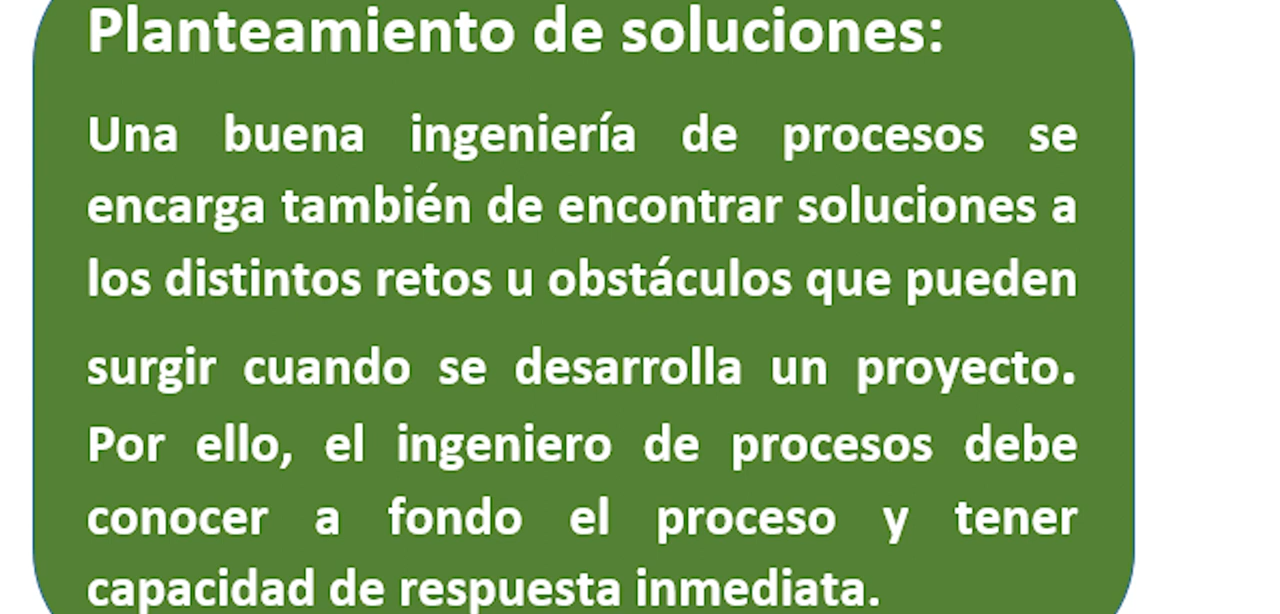 Planteamiento de soluciones:
Una buena ingeniería de procesos se
encarga también de encontrar soluciones a
los distintos retos u obstáculos que pueden
surgir cuando se desarrolla un proyecto.
Por ello, el ingeniero de procesos debe
conocer a fondo el proceso y tener
capacidad de respuesta inmediata.